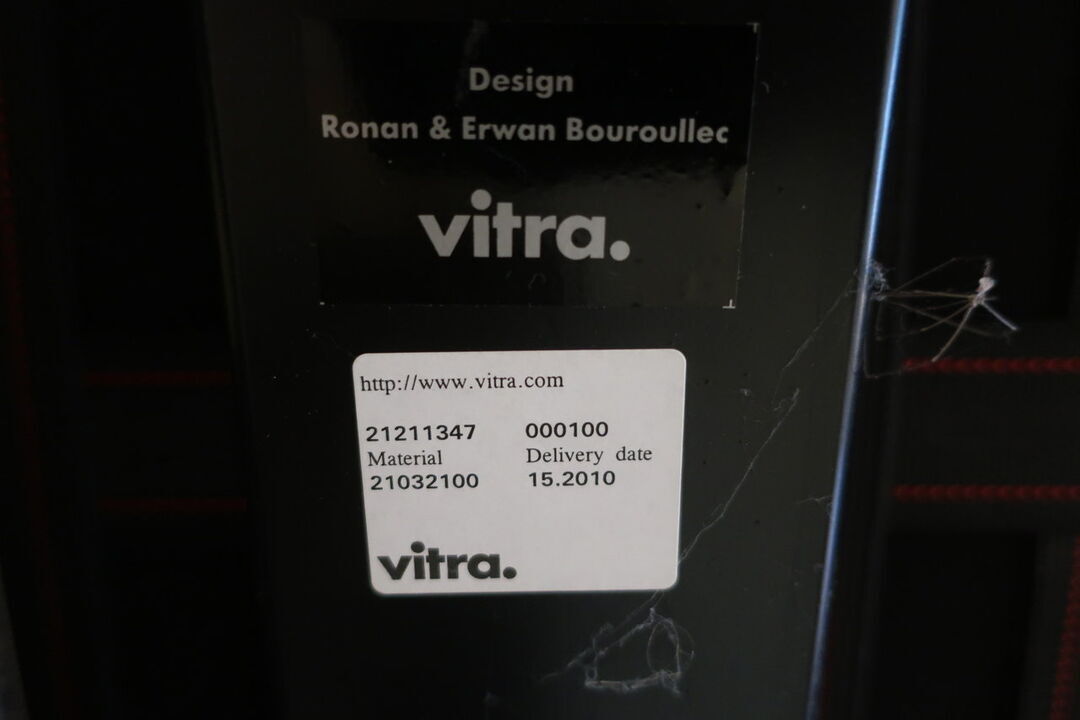 Design
Ronan & Erwan Bouroullec
vitra.
http://www.vitra.com
21211347 000100
Material Delivery date
21032100 15.2010
vitra.